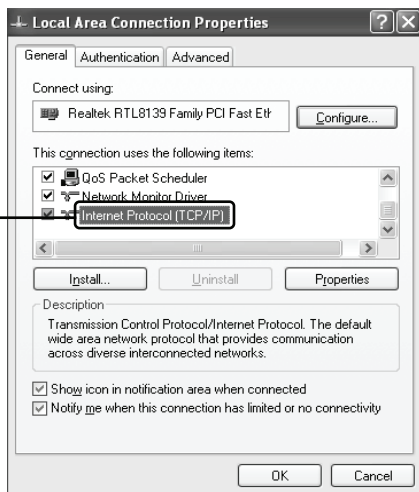 Local Area Connection Properties
General Authentication Advanced
Connect using:
Realtek RTL8139 Family PCI Fast Eth
Configure...
This connection uses the following items:
QoS Packet Scheduler
Network Monitor Driver
Internet Protocol (TCP/IP)
Install... Uninstall Properties
Description
Transmission Control Protocol/Internet Protocol. The default
wide area network protocol that provides communication
across diverse interconnected networks.
Show icon in notification area when connected
Notify me when this connection has limited or no connectivity
OK Cancel